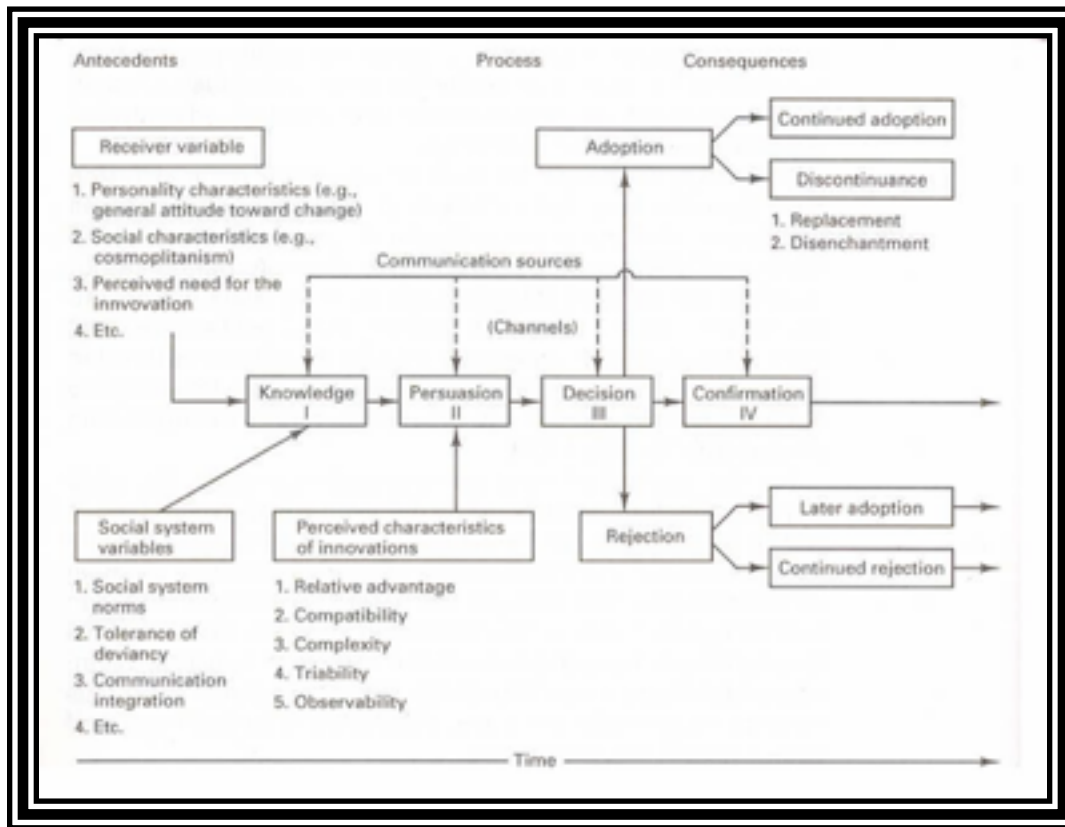 Antecedents
Process
Consequences
Receiver variable
1. Personality characteristics (e.g.,
general attitude toward change)
2. Social characteristics (e.g.,
cosmoplitanism)
3. Perceived need for the
innvovation
4. Etc.
Adoption
Continued adoption
Discontinuance
1. Replacement
2. Disenchantment
Communication sources
(Channels)
Knowledge
I
Persuasion
II
Decision
III
Confirmation
IV
Social system
variables
1. Social system
norms
2. Tolerance of
deviancy
3. Communication
integration
4. Etc.
Perceived characteristics
of innovations
1. Relative advantage
2. Compatibility
3. Complexity
4. Triability
5. Observability
Rejection
Later adoption
Continued rejection
Time